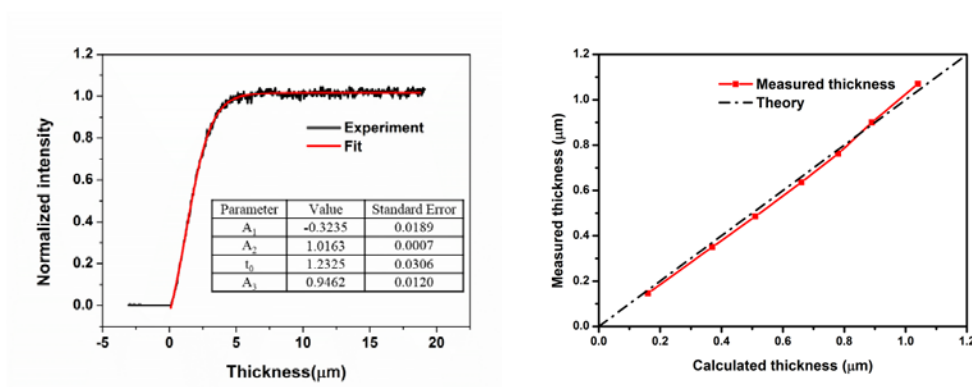 1.2
1.0
0.8
0.6
0.4
0.2
0.0
Normalized intensity
Experiment
Fit
Parameter Value Standard Error
A1 -0.3235 0.0189
A2 1.0163 0.0007
t0 1.2325 0.0306
A3 0.9462 0.0120
-5 0 5 10 15 20
Thickness(μm)
1.2
1.0
0.8
0.6
0.4
0.2
0.0
Measured thickness (μm)
Measured thickness
Theory
0.0 0.2 0.4 0.6 0.8 1.0 1.2
Calculated thickness (μm)